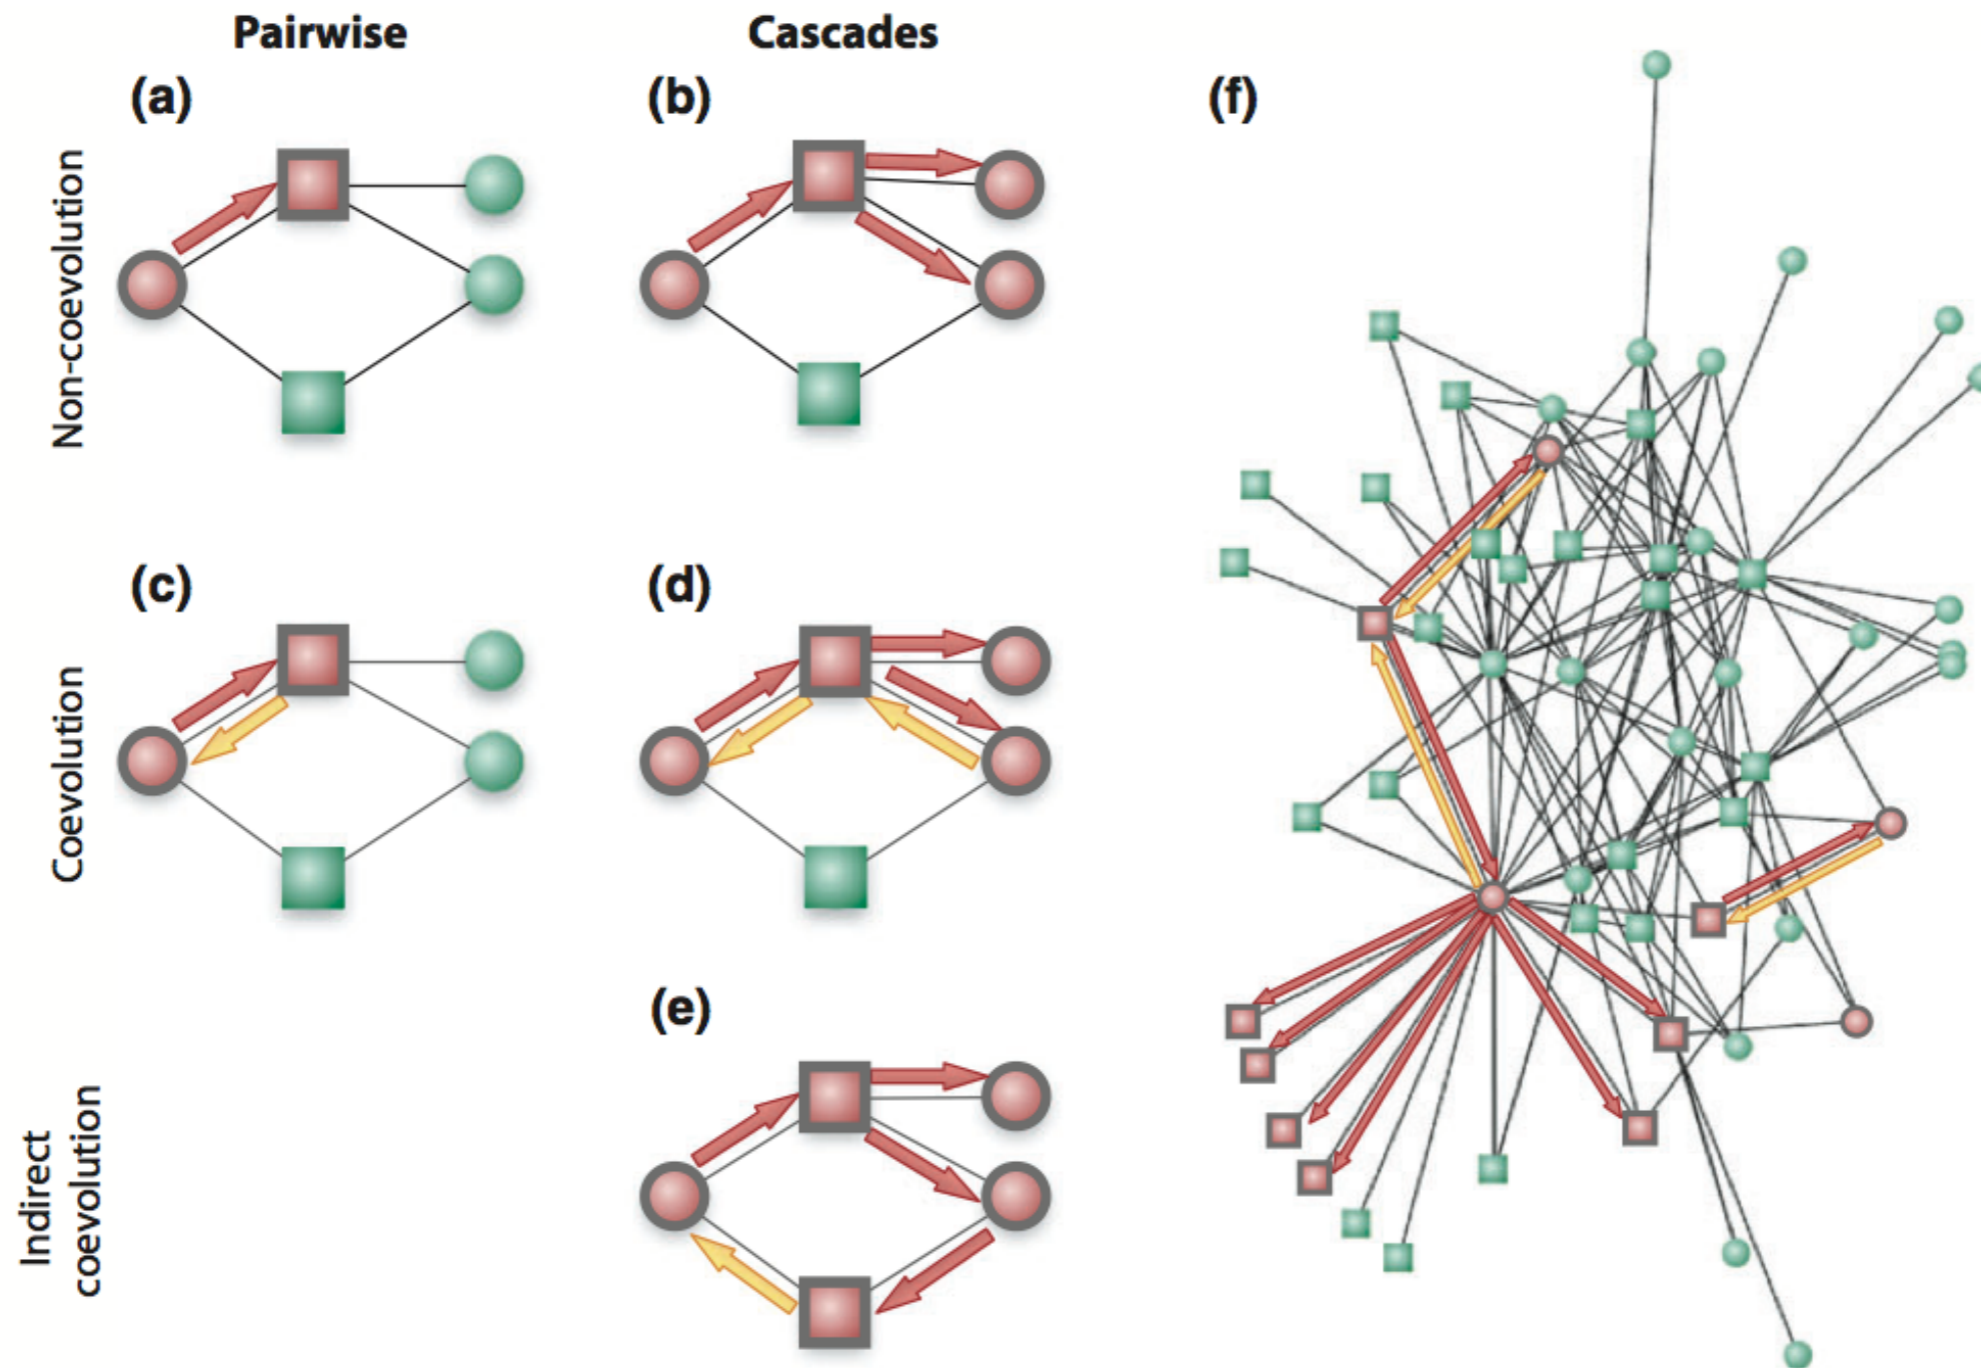 Pairwise
Cascades
(a)
(b)
(f)
Non-coevolution
(c)
(d)
Coevolution
(e)
Indirect
coevolution